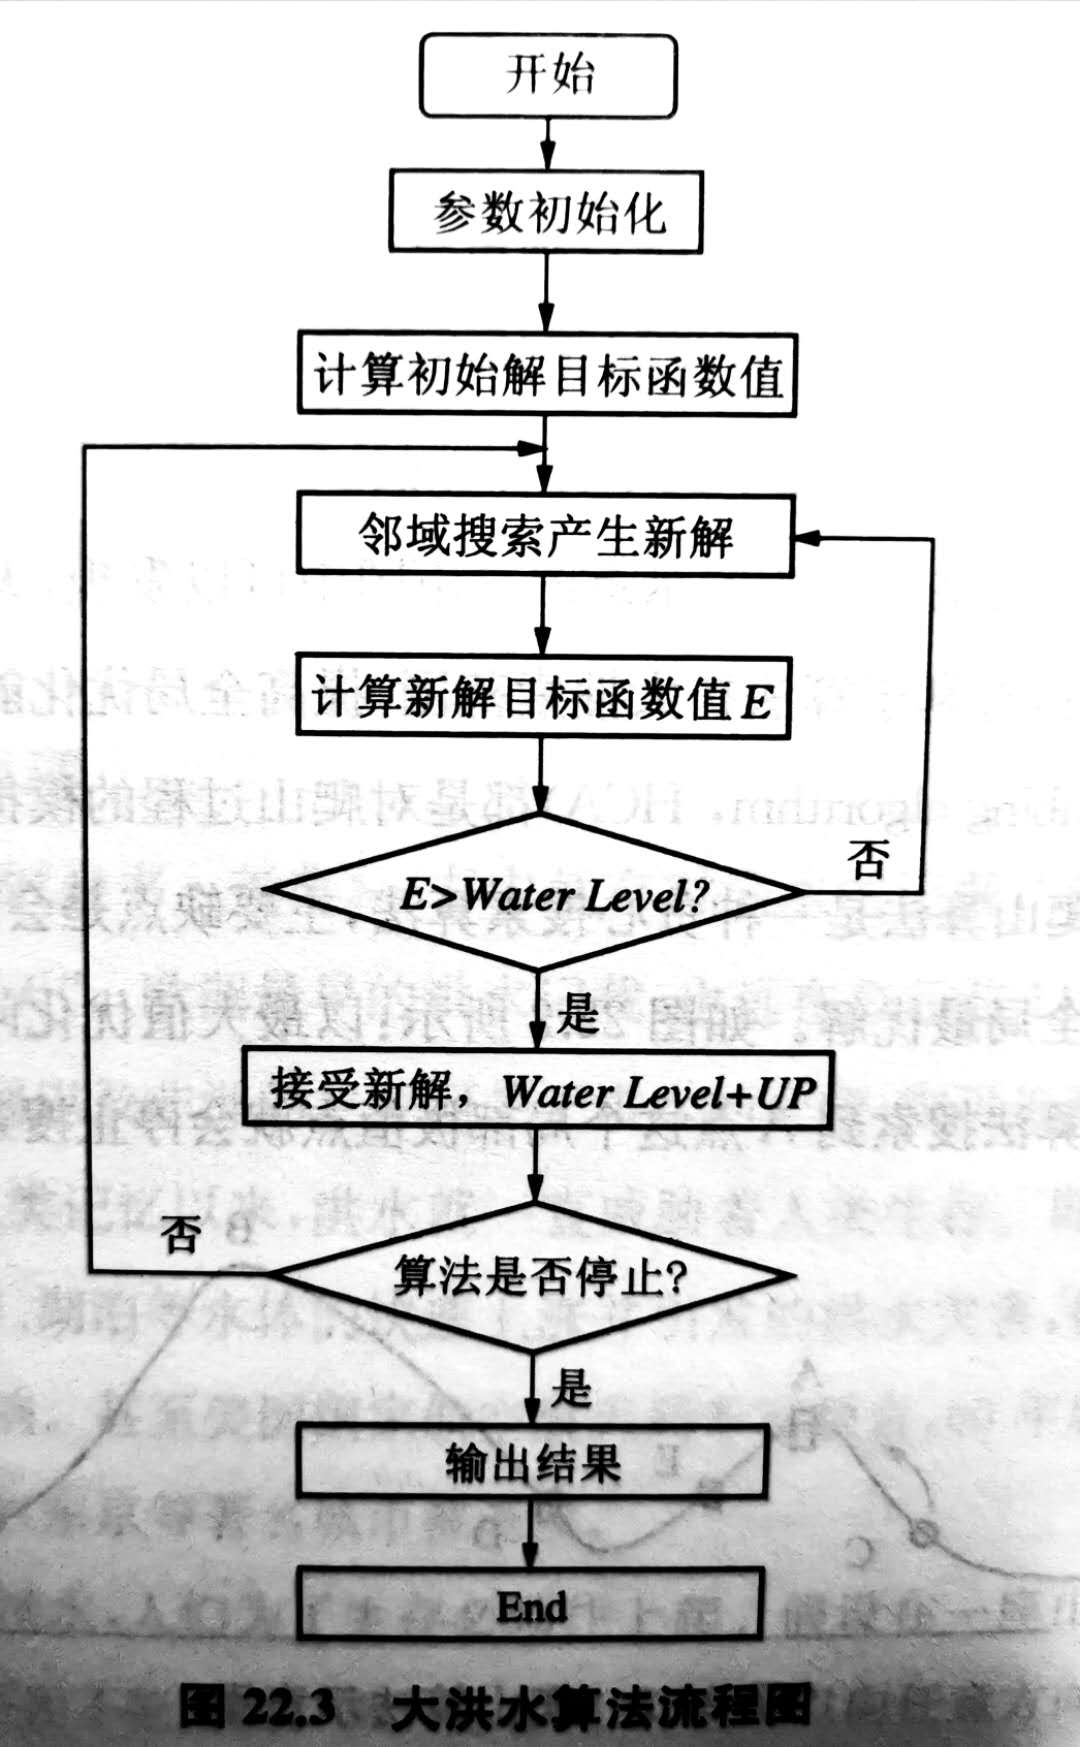 开始
参数初始化
计算初始解目标函数值
邻域搜索产生新解
计算新解目标函数值E
E>Water Level?
否
是
接受新解，Water Level+UP
否
算法是否停止?
是
输出结果
End
图 22.3 大洪水算法流程图